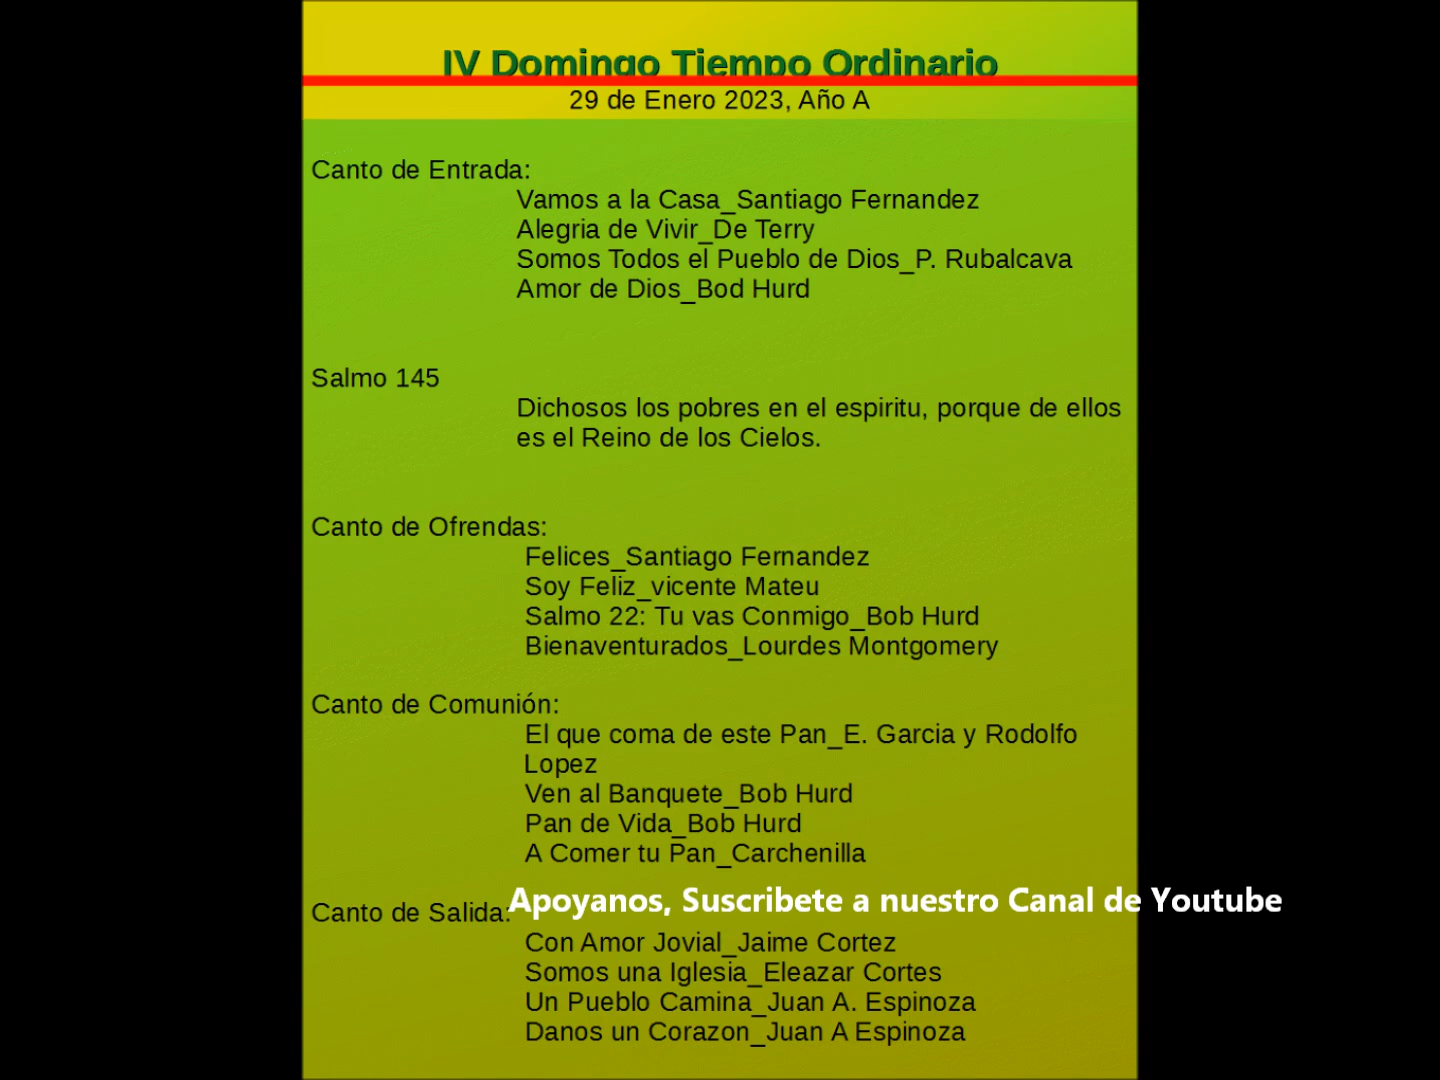 IV Domingo Tiempo Ordinario
29 de Enero 2023, Año A
Canto de Entrada:
Vamos a la Casa_Santiago Fernandez
Alegria de Vivir_De Terry
Somos Todos el Pueblo de Dios_P. Rubalcava
Amor de Dios_Bod Hurd
Salmo 145
Dichosos los pobres en el espiritu, porque de ellos
es el Reino de los Cielos.
Canto de Ofrendas:
Felices_Santiago Fernandez
Soy Feliz_vicente Mateu
Salmo 22: Tu vas Conmigo_Bob Hurd
Bienaventurados_Lourdes Montgomery
Canto de Comunión:
El que coma de este Pan_E. Garcia y Rodolfo
Lopez
Ven al Banquete_Bob Hurd
Pan de Vida_Bob Hurd
A Comer tu Pan_Carchenilla
Apoyanos, Suscribete a nuestro Canal de Youtube
Canto de Salida:
Con Amor Jovial_Jaime Cortez
Somos una Iglesia_Eleazar Cortes
Un Pueblo Camina_Juan A. Espinoza
Danos un Corazon_Juan A Espinoza